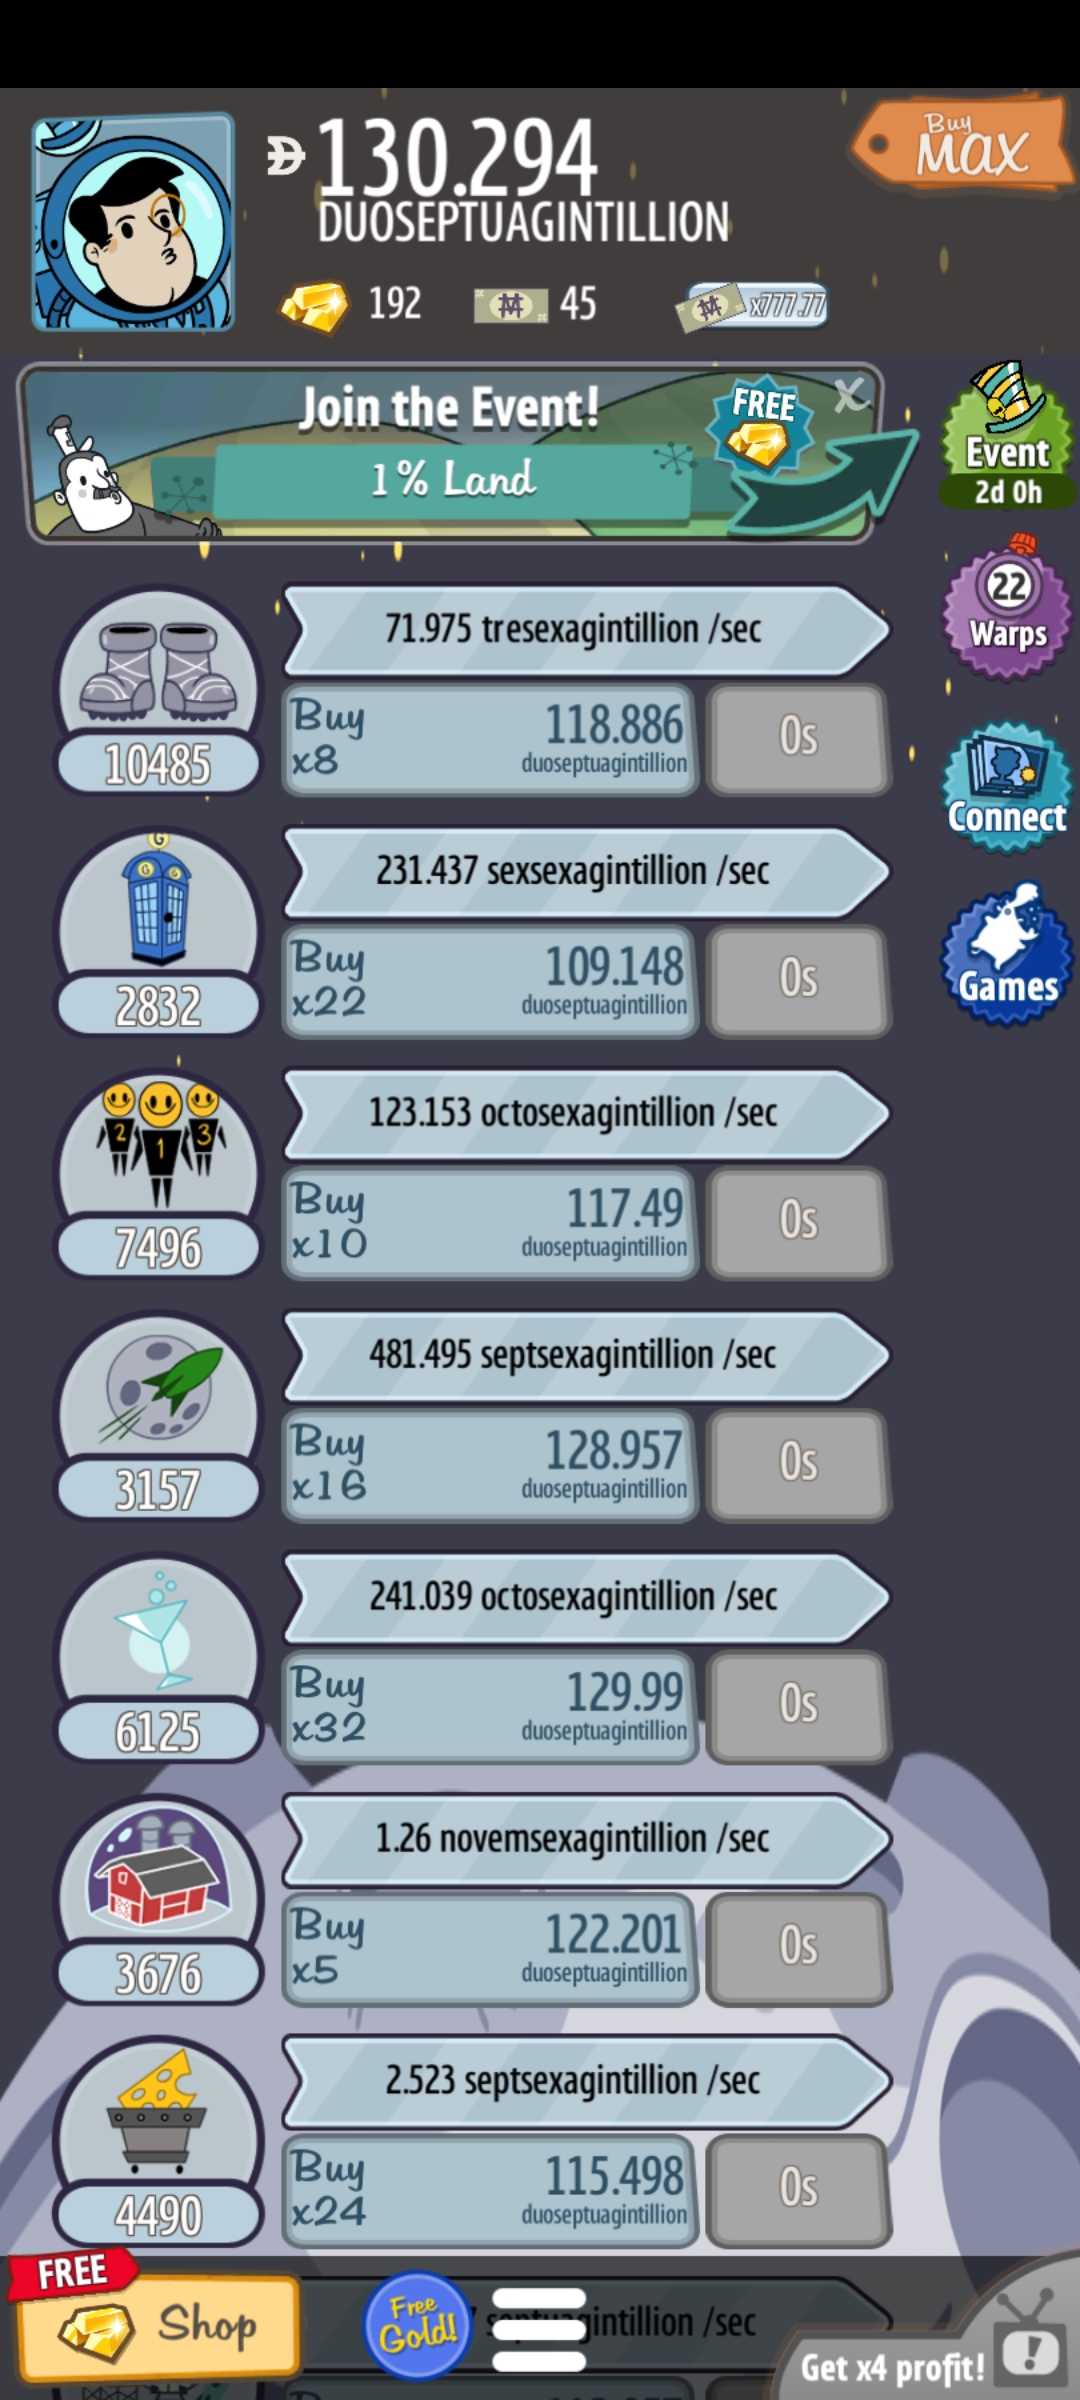 Buy
MAX
130.294
DUOSEPTUAGINTILLION
192
45
x777.77
Join the Event!
FREE
x
1% Land
Event
2d 0h
71.975 tresexagintillion /sec
22
Warps
10485
Buy
x8
118.886
duoseptuagintillion
0s
Connect
G
G G
231.437 sexsexagintillion /sec
2832
Buy
x22
109.148
duoseptuagintillion
0s
Games
2 1 3
123.153 octosexagintillion /sec
7496
Buy
x10
117.49
duoseptuagintillion
0s
481.495 septsexagintillion /sec
3157
Buy
x16
128.957
duoseptuagintillion
0s
241.039 octosexagintillion /sec
6125
Buy
x32
129.99
duoseptuagintillion
0s
1.26 novemsexagintillion /sec
3676
Buy
x5
122.201
duoseptuagintillion
0s
2.523 septsexagintillion /sec
4490
Buy
x24
115.498
duoseptuagintillion
0s
FREE
Shop
Free
Gold!
/sec
!
Get x4 profit!